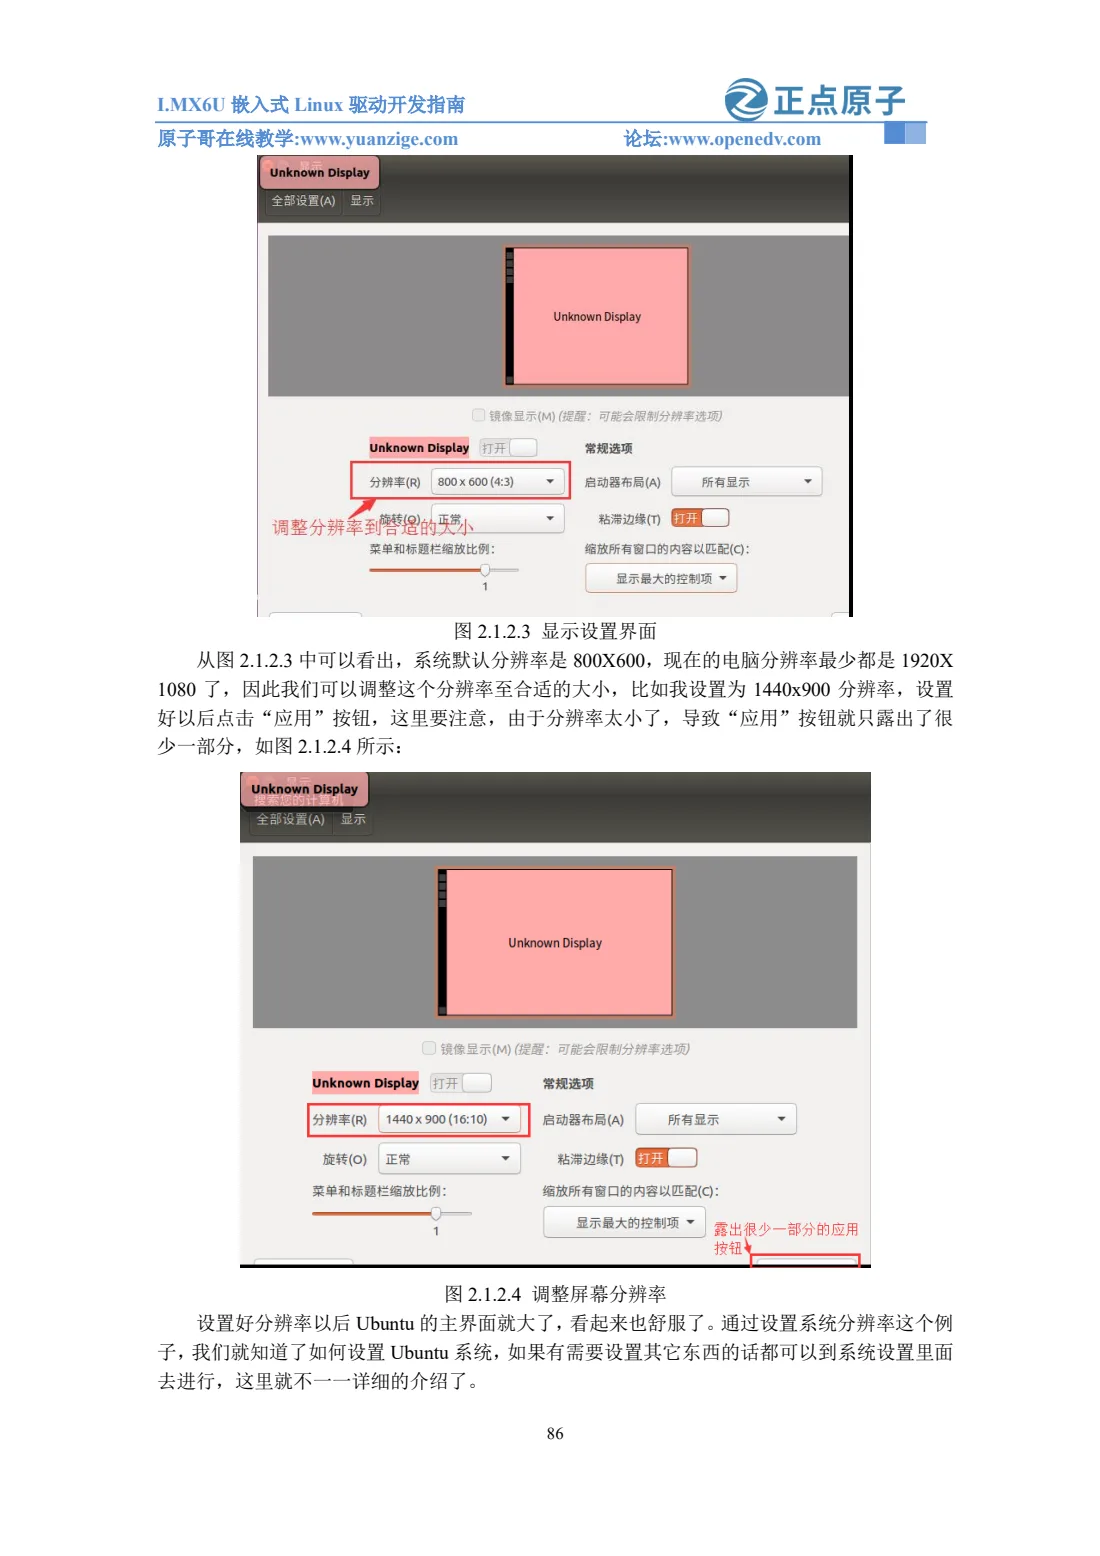 I.MX6U 嵌入式 Linux 驱动开发指南
正点原子
原子哥在线教学:www.yuanzige.com 论坛:www.openedv.com
显示
Unknown Display
全部设置(A) 显示
Unknown Display
镜像显示(M) (提醒：可能会限制分辨率选项)
Unknown Display 打开 常规选项
分辨率(R) 800 x 600 (4:3) 启动器布局(A) 所有显示
旋转(O) 正常 粘滞边缘(T) 打开
调整分辨率到合适的大小
菜单和标题栏缩放比例： 缩放所有窗口的内容以匹配(C)：
1 显示最大的控制项
图 2.1.2.3 显示设置界面
从图 2.1.2.3 中可以看出，系统默认分辨率是 800X600，现在的电脑分辨率最少都是 1920X
1080 了，因此我们可以调整这个分辨率至合适的大小，比如我设置为 1440x900 分辨率，设置
好以后点击“应用”按钮，这里要注意，由于分辨率太小了，导致“应用”按钮就只露出了很
少一部分，如图 2.1.2.4 所示：
显示
Unknown Display
搜索您的计算机
全部设置(A) 显示
Unknown Display
镜像显示(M) (提醒：可能会限制分辨率选项)
Unknown Display 打开 常规选项
分辨率(R) 1440 x 900 (16:10) 启动器布局(A) 所有显示
旋转(O) 正常 粘滞边缘(T) 打开
菜单和标题栏缩放比例： 缩放所有窗口的内容以匹配(C)：
1 显示最大的控制项
露出很少一部分的应用
按钮
图 2.1.2.4 调整屏幕分辨率
设置好分辨率以后 Ubuntu 的主界面就大了，看起来也舒服了。通过设置系统分辨率这个例
子，我们就知道了如何设置 Ubuntu 系统，如果有需要设置其它东西的话都可以到系统设置里面
去进行，这里就不一一详细的介绍了。
86